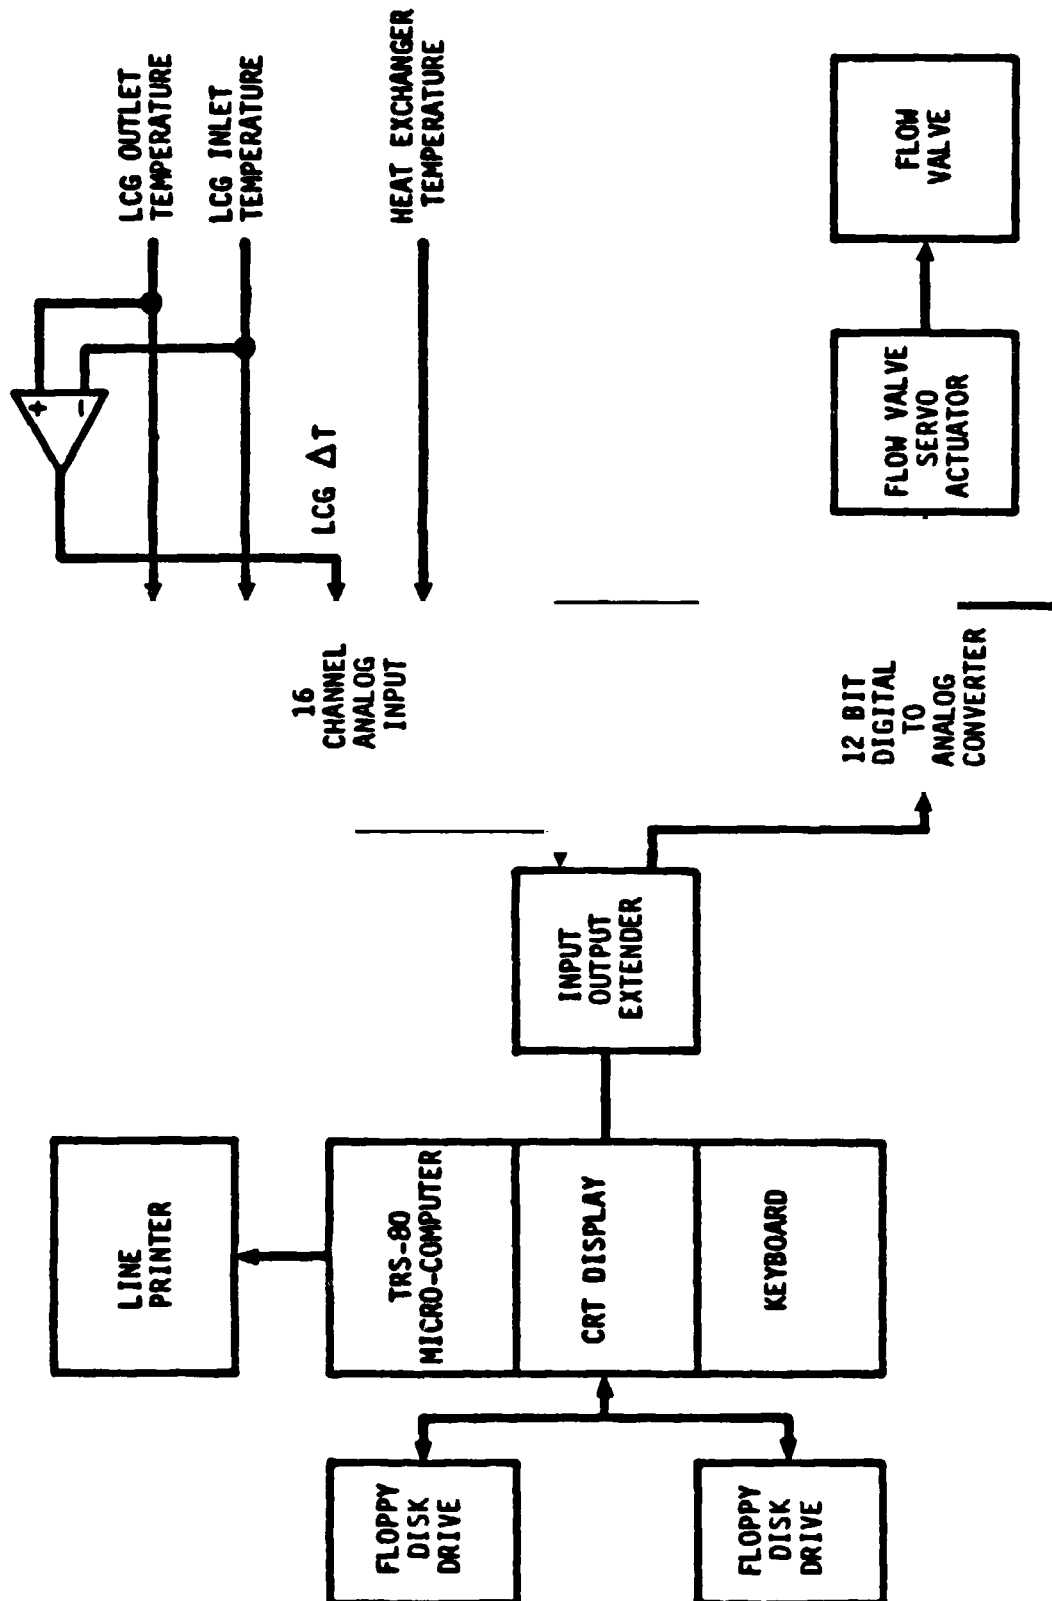 LCG OUTLET
TEMPERATURE
LCG INLET
TEMPERATURE
HEAT EXCHANGER
TEMPERATURE
+
-
LCG ΔT
16
CHANNEL
ANALOG
INPUT
FLOW
VALVE
FLOW VALVE
SERVO
ACTUATOR
12 BIT
DIGITAL
TO
ANALOG
CONVERTER
INPUT
OUTPUT
EXTENDER
LINE
PRINTER
TRS-80
MICRO-COMPUTER
CRT DISPLAY
KEYBOARD
FLOPPY
DISK
DRIVE
FLOPPY
DISK
DRIVE